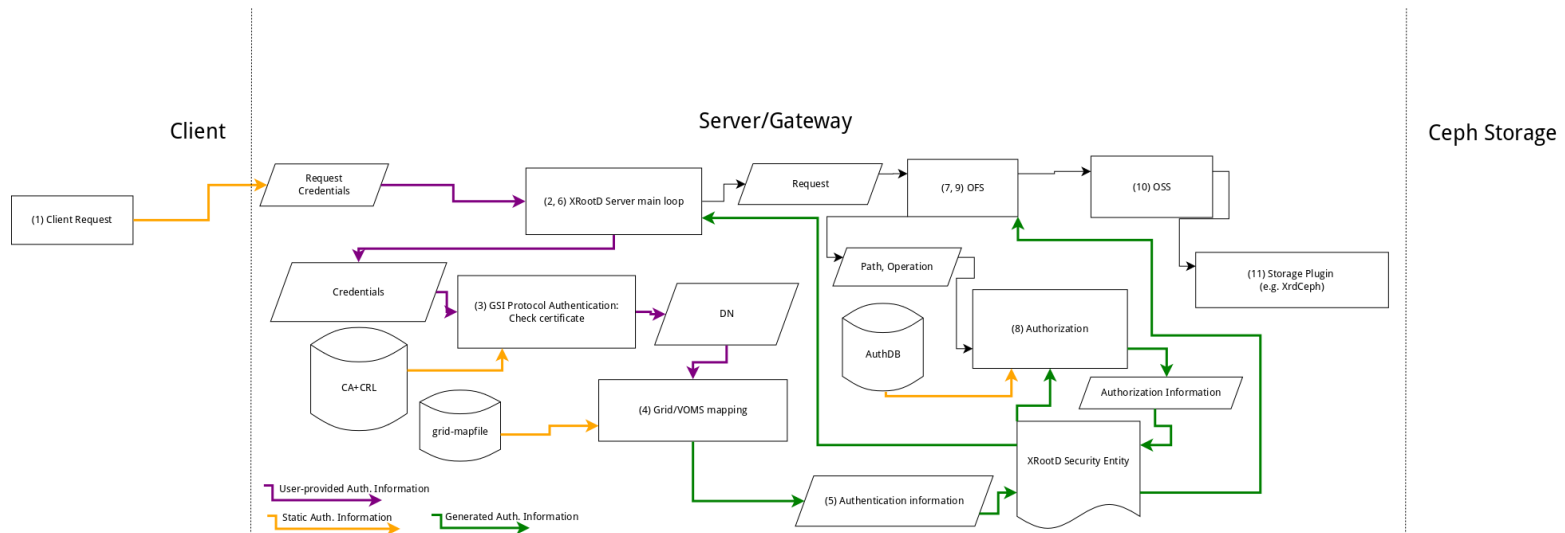 Client
Server/Gateway
Ceph Storage
(1) Client Request
Request
Credentials
(2, 6) XRootD Server main loop
Request
(7, 9) OFS
(10) OSS
Path, Operation
(11) Storage Plugin
(e.g. XrdCeph)
Credentials
(3) GSI Protocol Authentication:
Check certificate
DN
(8) Authorization
AuthDB
CA+CRL
Authorization Information
grid-mapfile
(4) Grid/VOMS mapping
XRootD Security Entity
(5) Authentication information
User-provided Auth. Information
Static Auth. Information
Generated Auth. Information